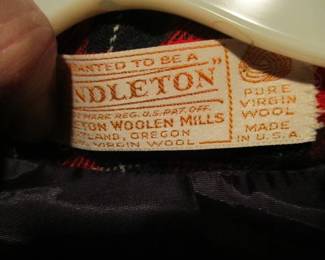 ANTED TO BE A
NDLETON"
E MARK REG. U.S. PAT. OFF.
ETON WOOLEN MILLS
TLAND, OREGON
VIRGIN WOOL
PURE
VIRGIN
WOOL
MADE
IN U.S.A.